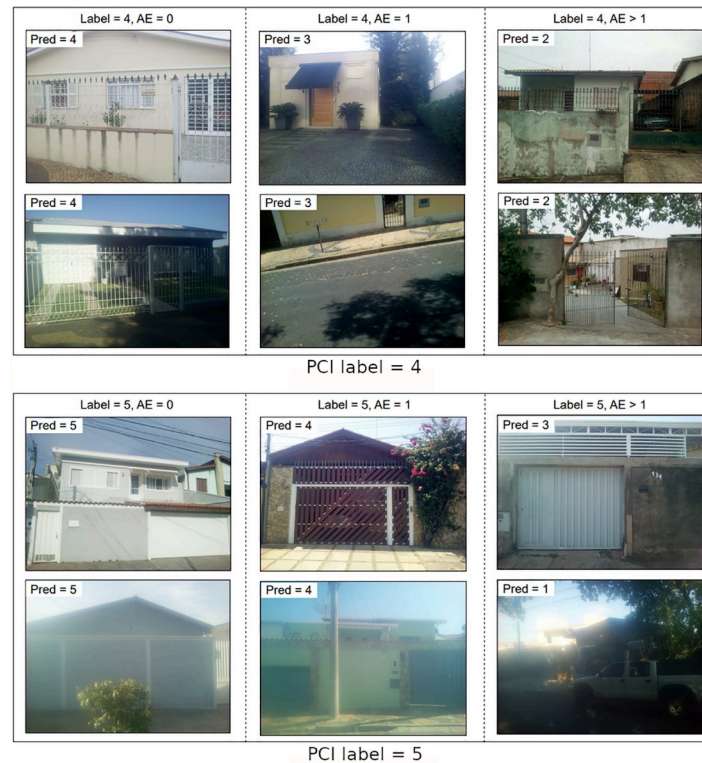 Label = 4, AE = 0
Label = 4, AE = 1
Label = 4, AE > 1
Pred = 4
Pred = 3
Pred = 2
Pred = 4
Pred = 3
Pred = 2
PCI label = 4
Label = 5, AE = 0
Label = 5, AE = 1
Label = 5, AE > 1
Pred = 5
Pred = 4
Pred = 3
Pred = 5
Pred = 4
Pred = 1
PCI label = 5